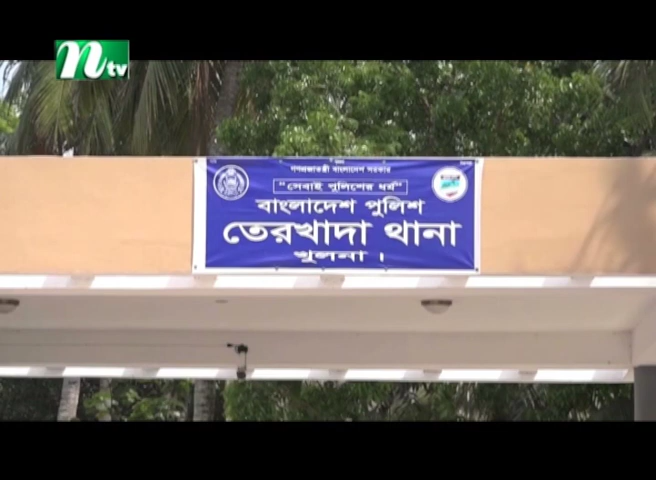 ntv
গণপ্রজাতন্ত্রী বাংলাদেশ সরকার
"সেবাই পুলিশের ধর্ম"
বাংলাদেশ পুলিশ
তেরখাদা থানা
খুলনা ।